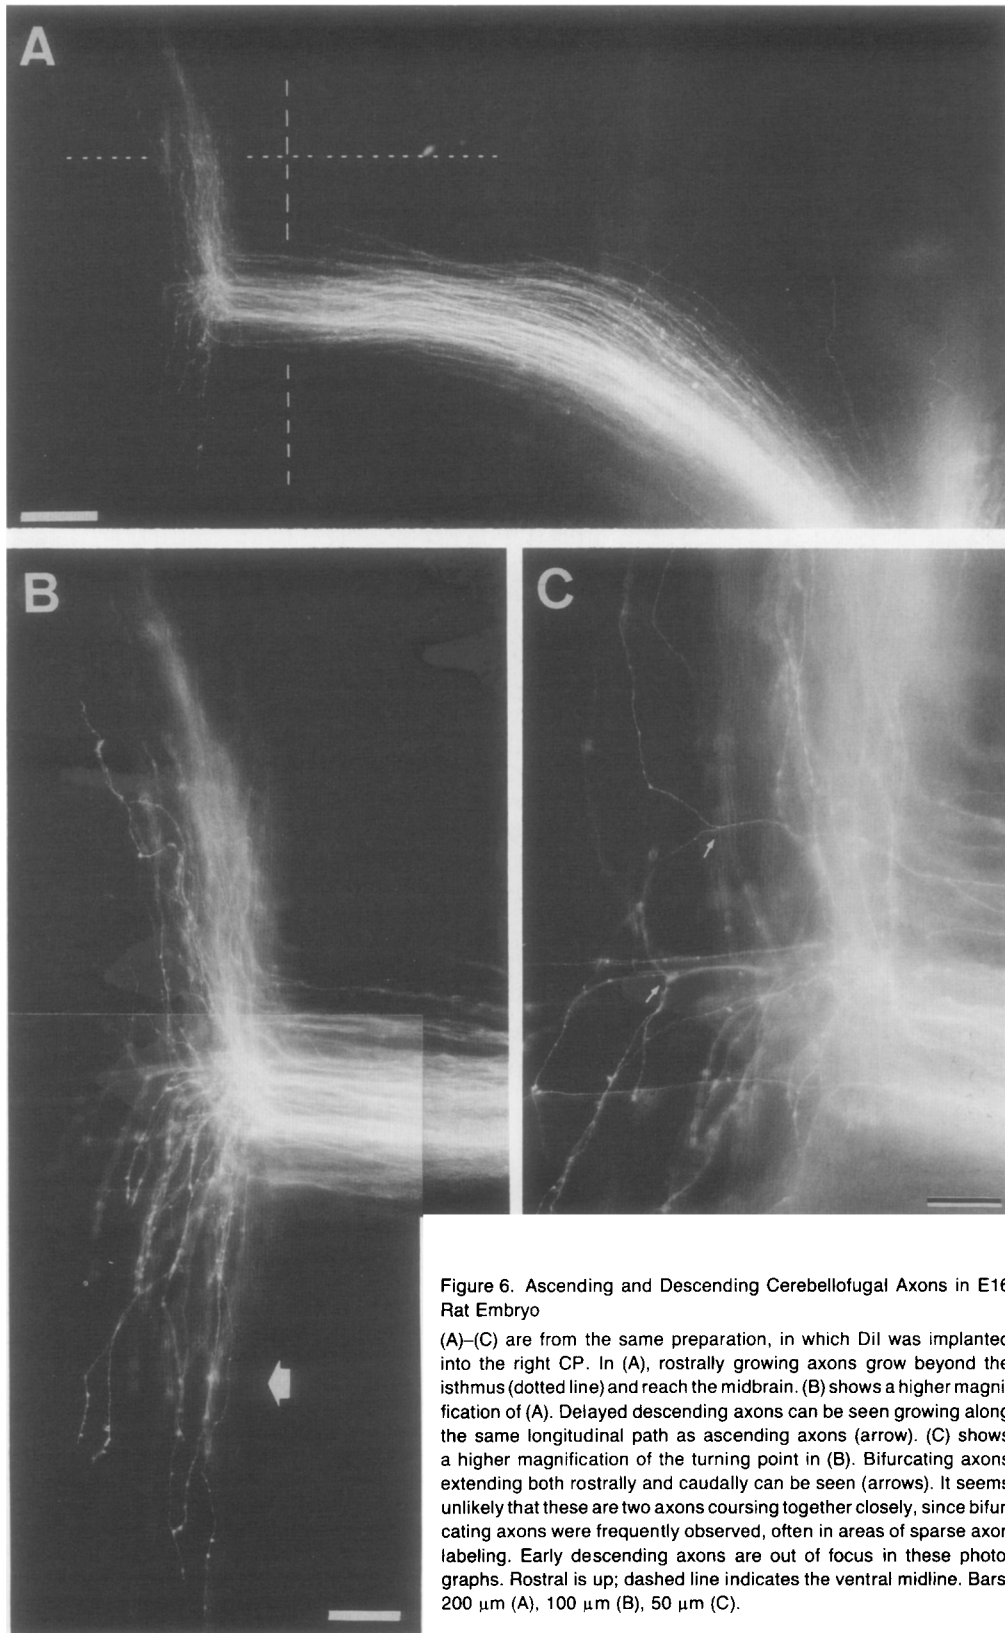 A
B
C
Figure 6. Ascending and Descending Cerebellofugal Axons in E16
Rat Embryo
(A)–(C) are from the same preparation, in which DiI was implanted
into the right CP. In (A), rostrally growing axons grow beyond the
isthmus (dotted line) and reach the midbrain. (B) shows a higher magni
fication of (A). Delayed descending axons can be seen growing along
the same longitudinal path as ascending axons (arrow). (C) shows
a higher magnification of the turning point in (B). Bifurcating axons
extending both rostrally and caudally can be seen (arrows). It seems
unlikely that these are two axons coursing together closely, since bifur
cating axons were frequently observed, often in areas of sparse axon
labeling. Early descending axons are out of focus in these photo
graphs. Rostral is up; dashed line indicates the ventral midline. Bars
200 μm (A), 100 μm (B), 50 μm (C).